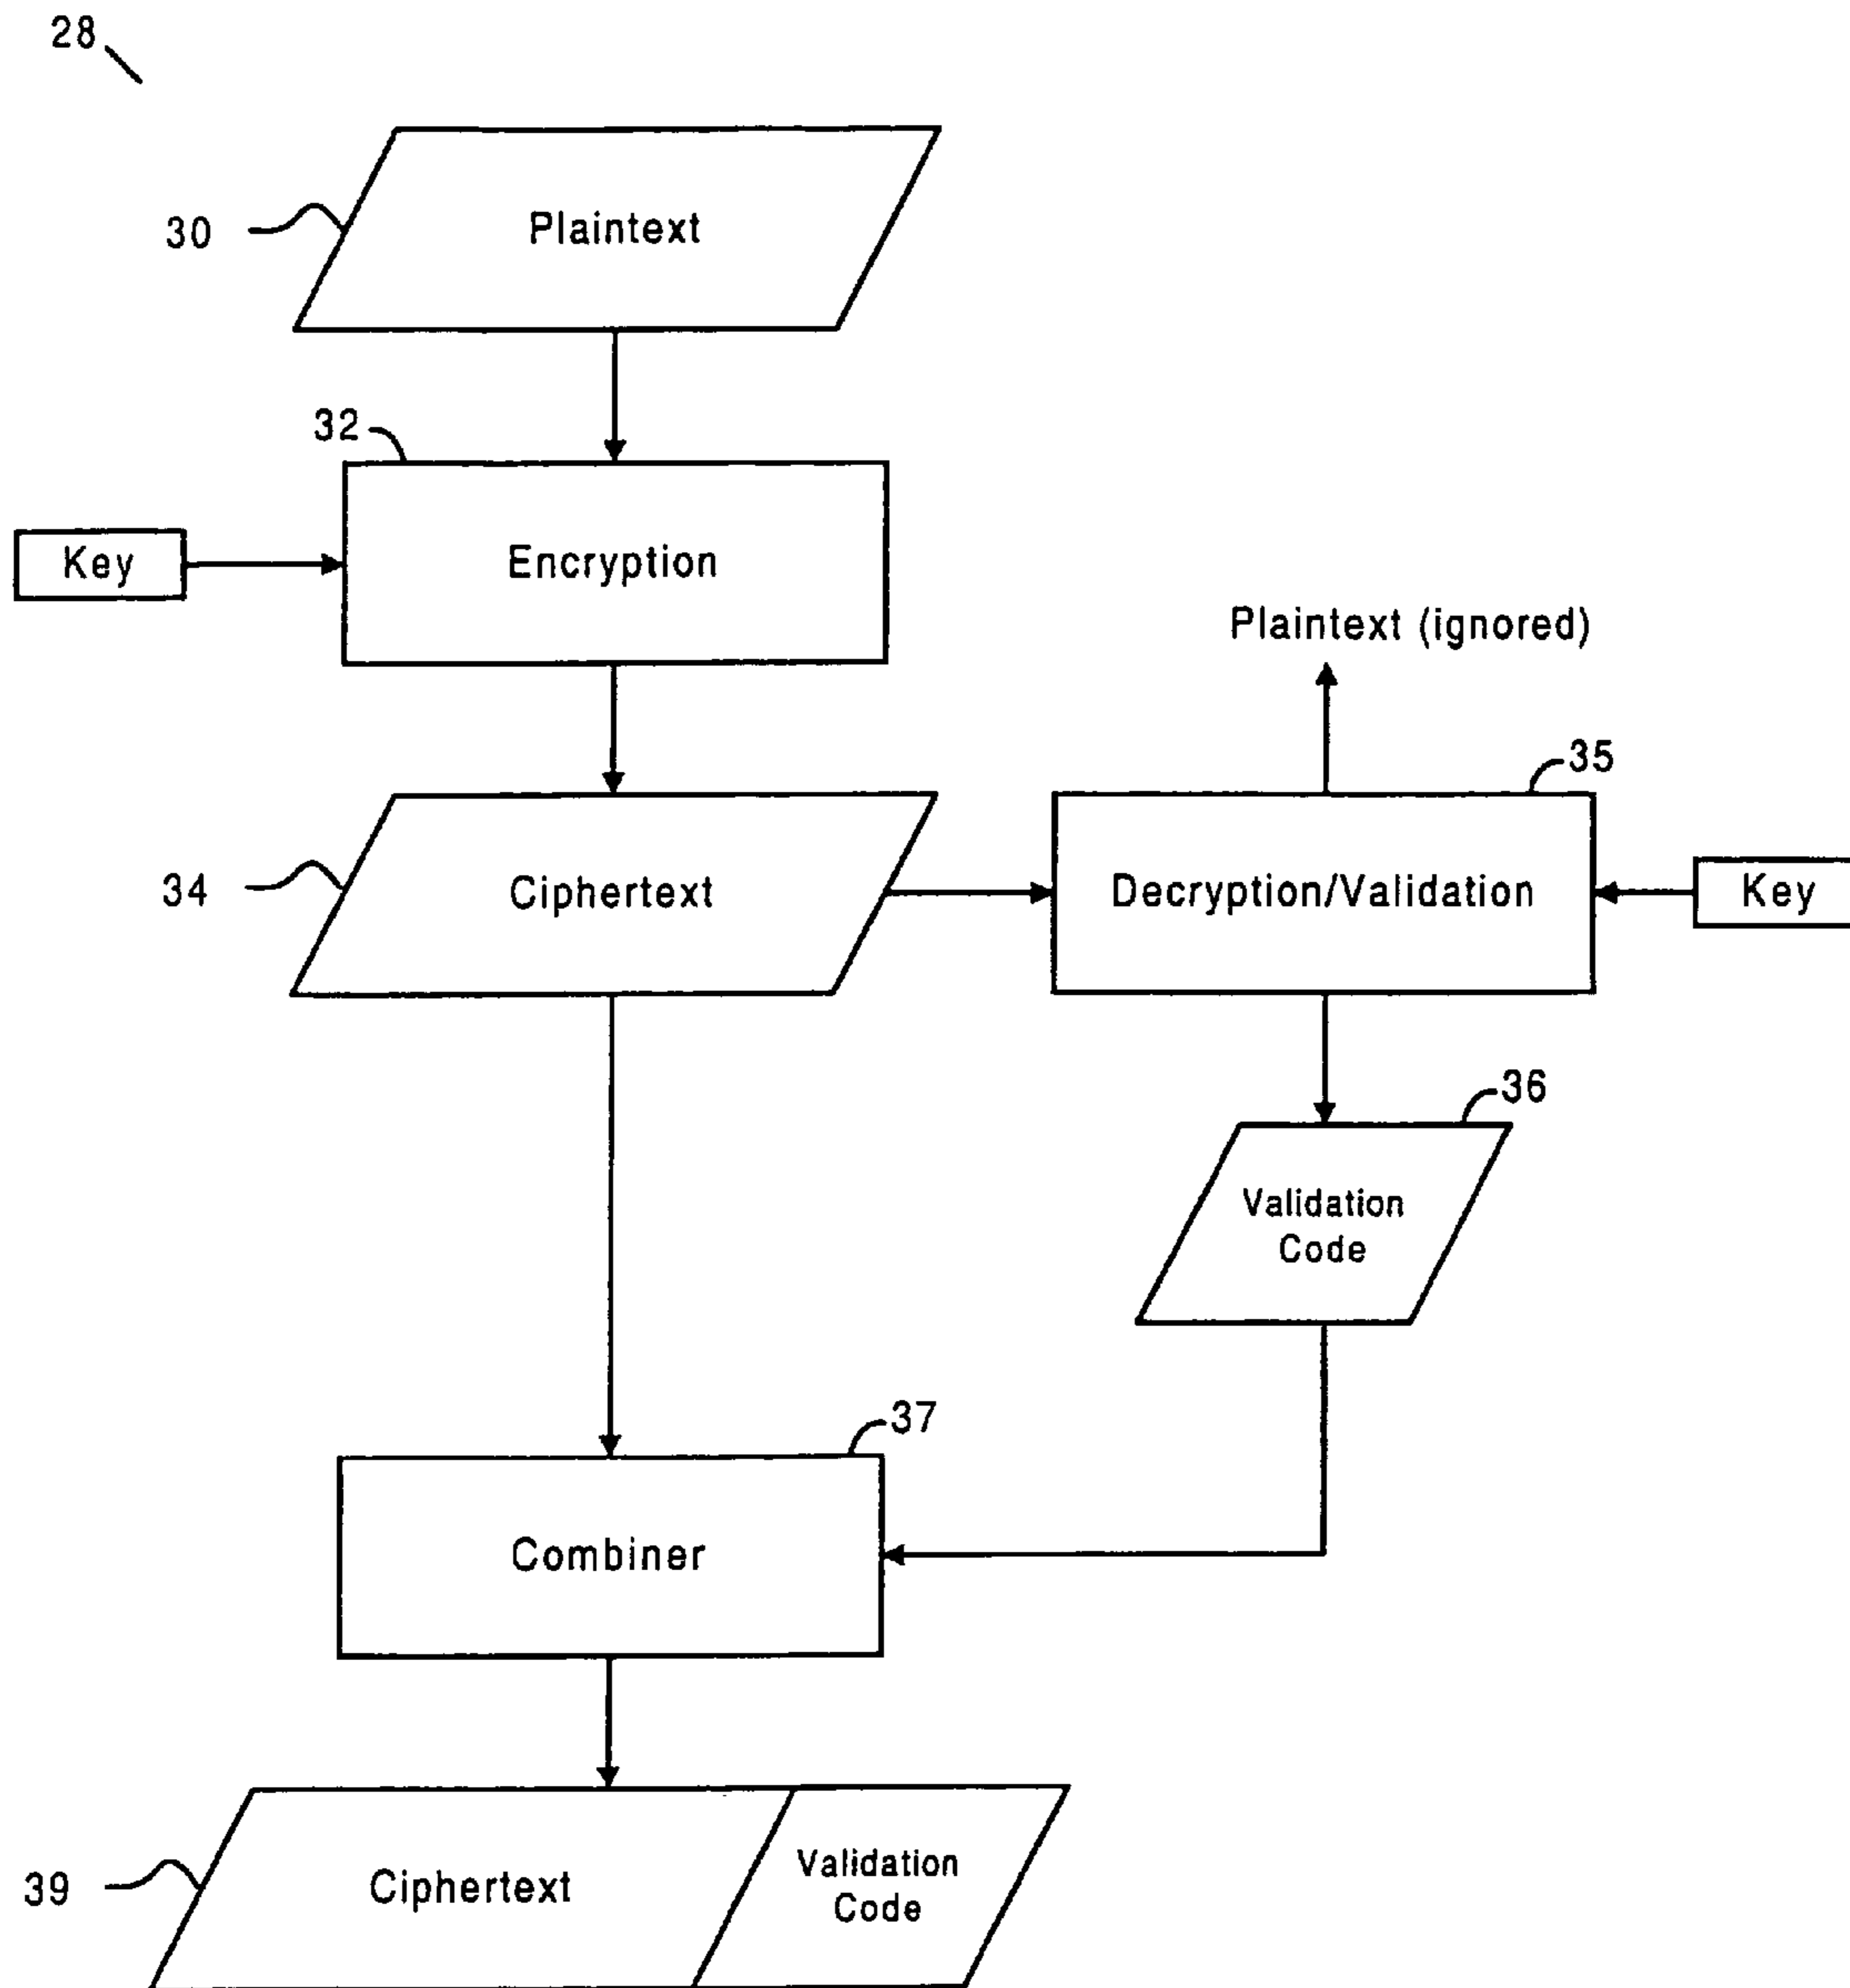 28
30
Plaintext
32
Key
Encryption
Plaintext (ignored)
35
34
Ciphertext
Decryption/Validation
Key
36
Validation
Code
37
Combiner
39
Ciphertext
Validation
Code